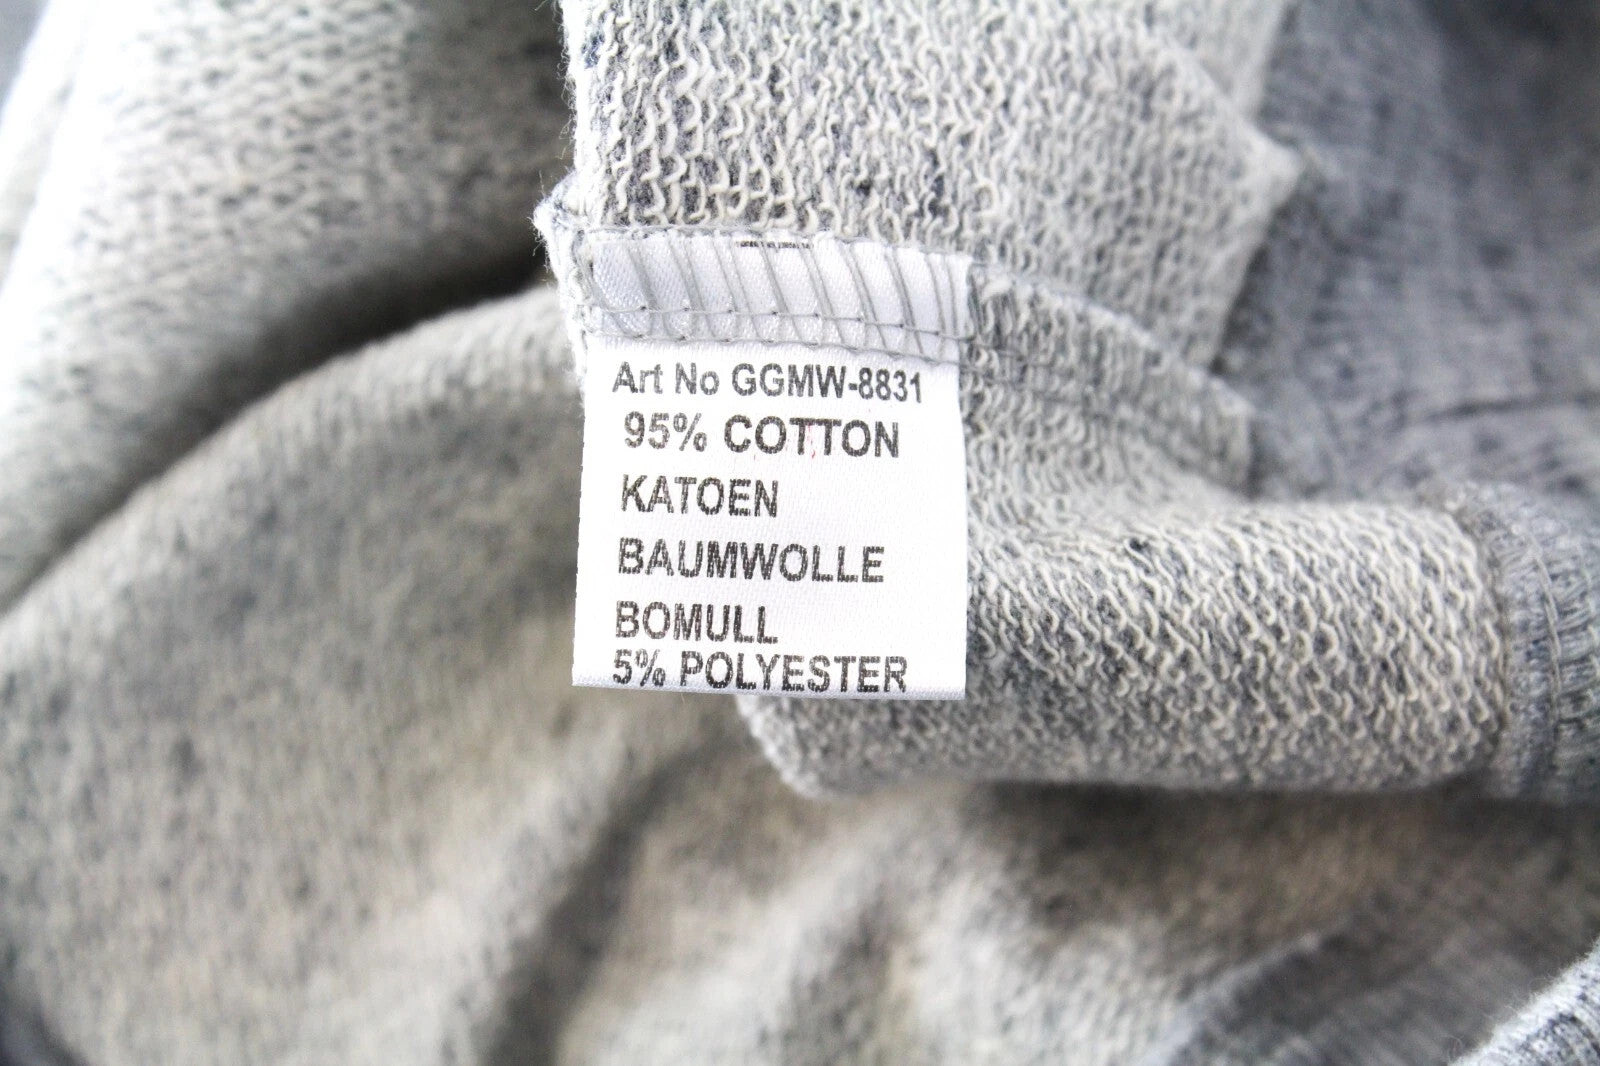 Art No GGMW-8831
95% COTTON
KATOEN
BAUMWOLLE
BOMULL
5% POLYESTER